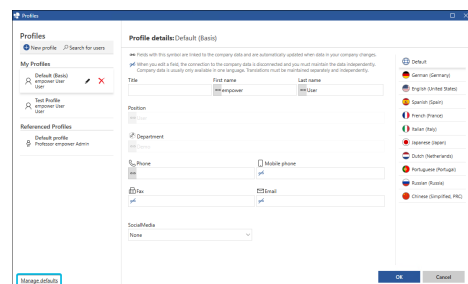 Profiles
Profiles
New profile
Search for users
My Profiles
Default (Basis)
empower User
User
Test Profile
empower User
User
Referenced Profiles
Default profile
Professor empower Admin
Manage defaults
Profile details: Default (Basis)
Fields with this symbol are linked to the company data and are automatically updated when data in your company changes.
When you edit a field, the connection to the company data is disconnected and you must maintain the data independently.
Company data is usually only available in one language. Translations must be maintained separately and independently.
Title
First name
Last name
empower
User
Position
User
Department
Phone
Mobile phone
Fax
Email
SocialMedia
None
Default
German (Germany)
English (United States)
Spanish (Spain)
French (France)
Italian (Italy)
Japanese (Japan)
Dutch (Netherlands)
Portuguese (Portugal)
Russian (Russia)
Chinese (Simplified, PRC)
OK
Cancel